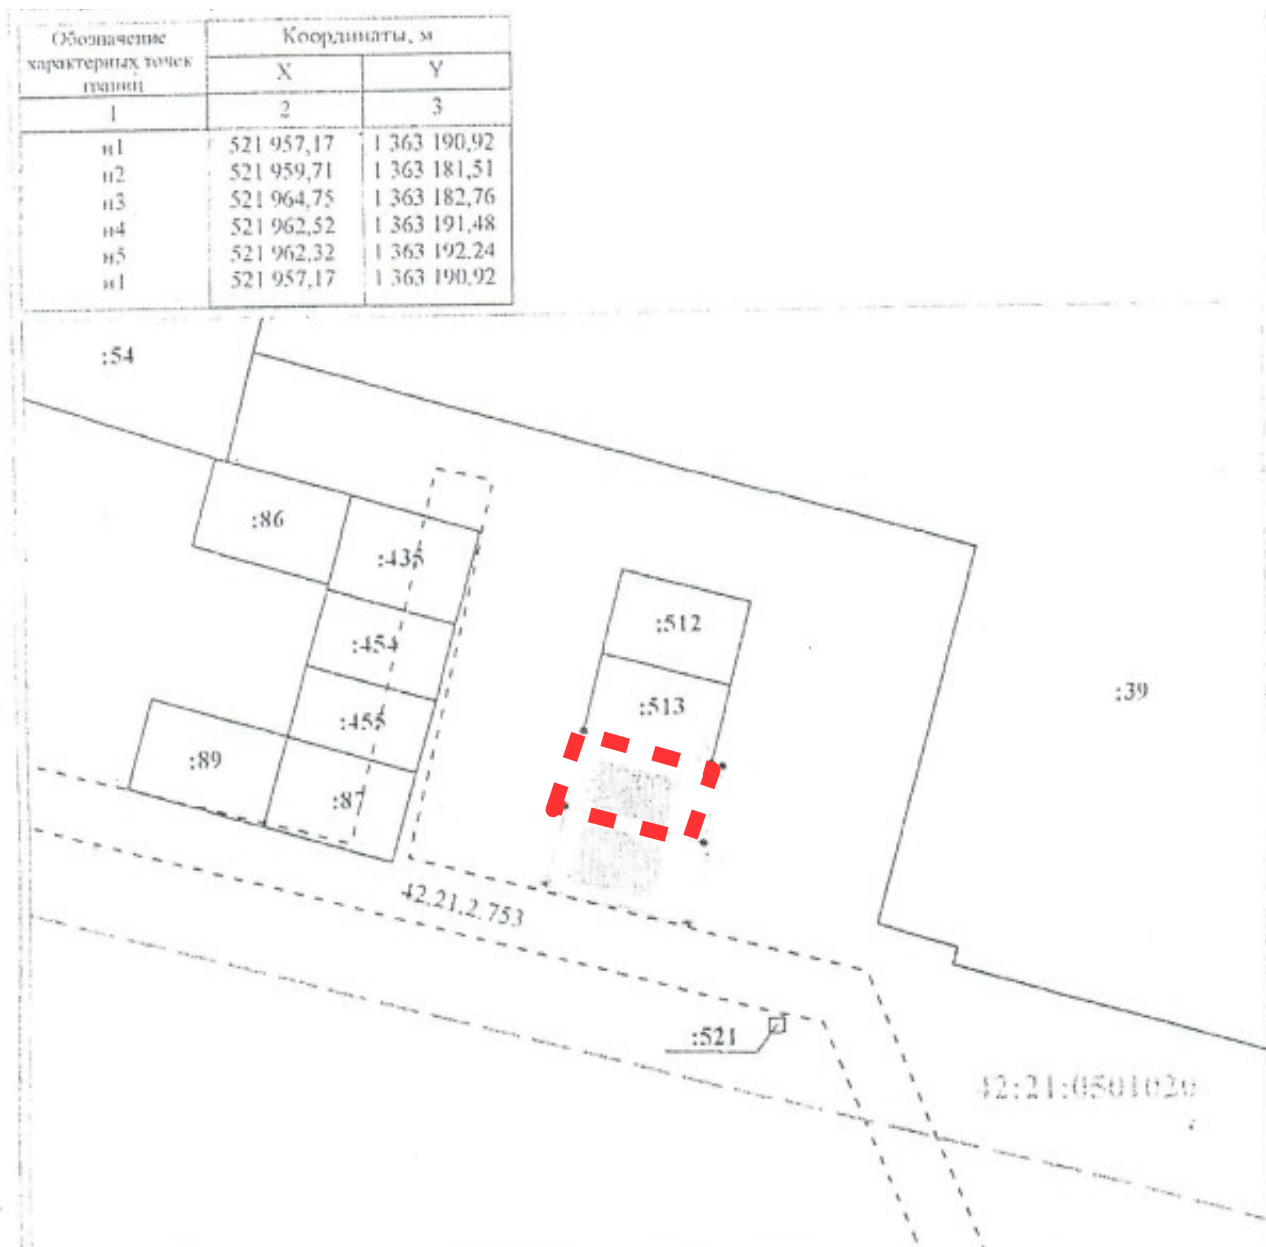 Обозначение
характерных точек
границ
Координаты, м
X
Y
1
2
3
н1 521 957,17 1 363 190,92
н2 521 959,71 1 363 181,51
н3 521 964,75 1 363 182,76
н4 521 962,52 1 363 191,48
н5 521 962,32 1 363 192,24
н1 521 957,17 1 363 190,92
:54
:86
:435
:512
:454
:39
:513
:455
:89
:87
42.21.2.753
:521
42:21:0501020